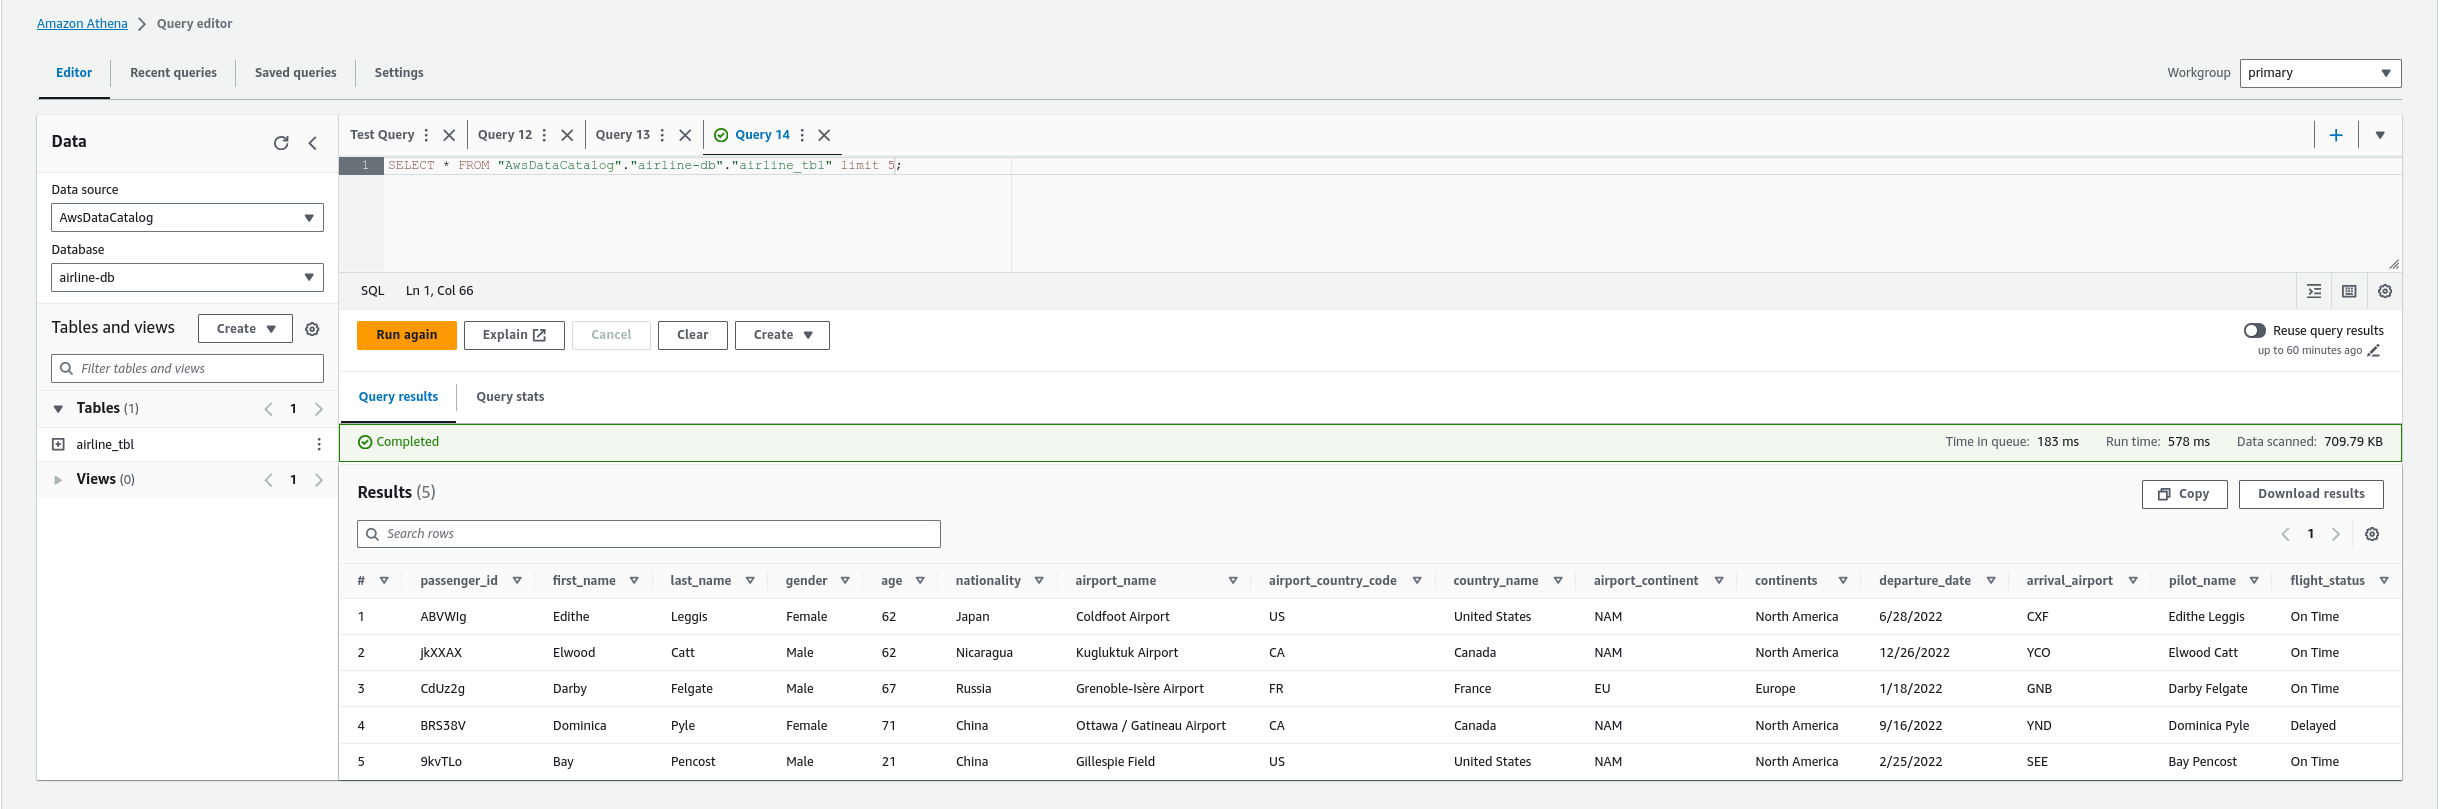 Amazon Athena > Query editor
Editor Recent queries Saved queries Settings
Workgroup primary
Data
Data source
AwsDataCatalog
Database
airline-db
Tables and views Create
Filter tables and views
Tables (1) 1
airline_tbl
Views (0) 1
Test Query Query 12 Query 13 Query 14
1 SELECT * FROM "AwsDataCatalog"."airline-db"."airline_tbl" limit 5;
SQL Ln 1, Col 66
Run again Explain Cancel Clear Create
Reuse query results
up to 60 minutes ago
Query results Query stats
Completed Time in queue: 183 ms Run time: 578 ms Data scanned: 709.79 KB
Results (5) Copy Download results
Search rows 1
# passenger_id first_name last_name gender age nationality airport_name airport_country_code country_name airport_continent continents departure_date arrival_airport pilot_name flight_status
1 ABVWIg Edithe Leggis Female 62 Japan Coldfoot Airport US United States NAM North America 6/28/2022 CXF Edithe Leggis On Time
2 jkXXAX Elwood Catt Male 62 Nicaragua Kugluktuk Airport CA Canada NAM North America 12/26/2022 YCO Elwood Catt On Time
3 CdUz2g Darby Felgate Male 67 Russia Grenoble-Isère Airport FR France EU Europe 1/18/2022 GNB Darby Felgate On Time
4 BRS38V Dominica Pyle Female 71 China Ottawa / Gatineau Airport CA Canada NAM North America 9/16/2022 YND Dominica Pyle Delayed
5 9kvTLo Bay Pencost Male 21 China Gillespie Field US United States NAM North America 2/25/2022 SEE Bay Pencost On Time